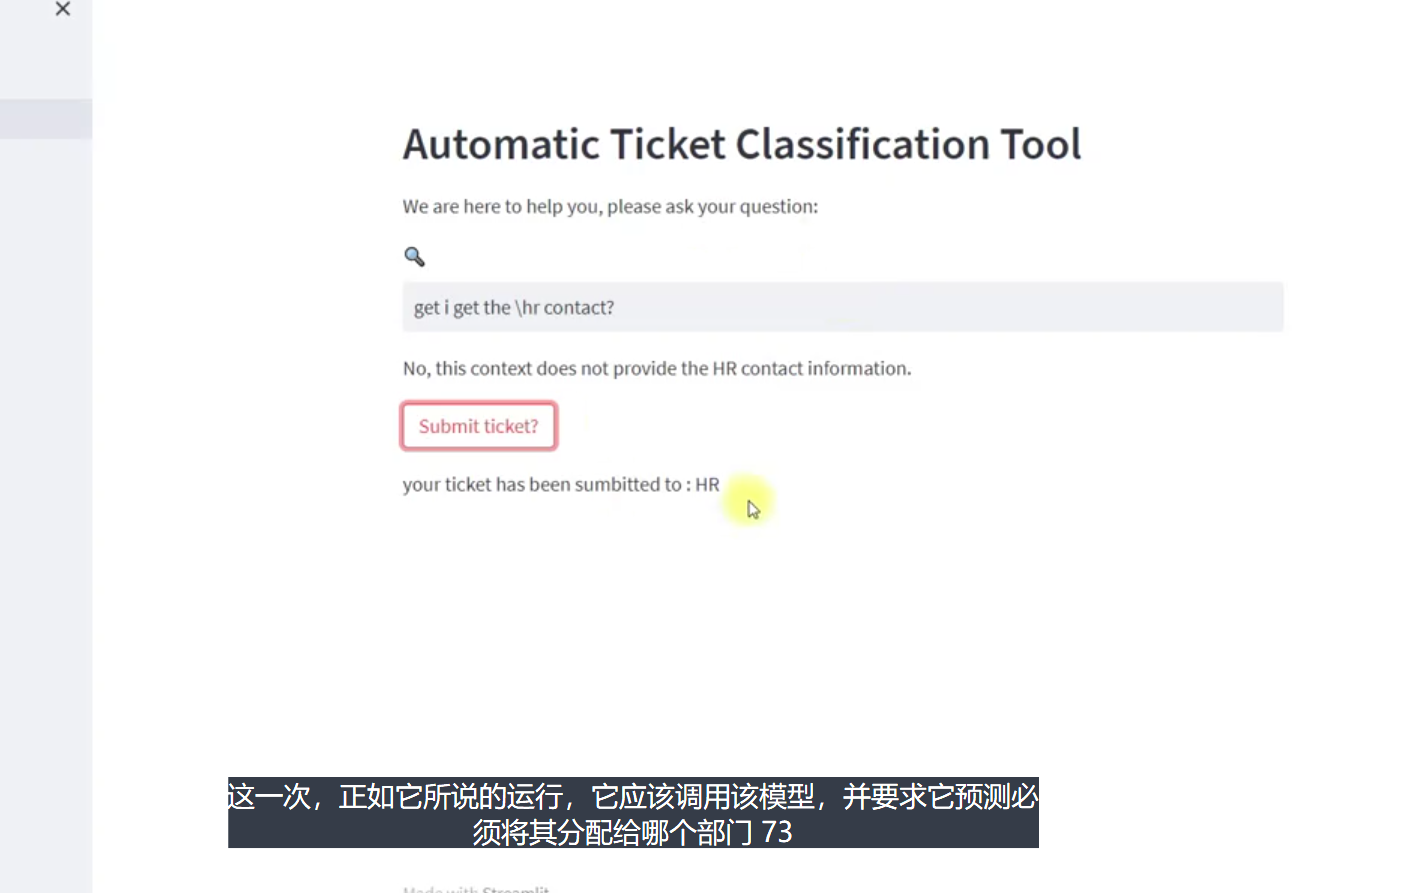 Automatic Ticket Classification Tool
We are here to help you, please ask your question:
get i get the \hr contact?
No, this context does not provide the HR contact information.
Submit ticket?
your ticket has been sumbitted to : HR
这一次，正如它所说的运行，它应该调用该模型，并要求它预测必
须将其分配给哪个部门 73
Made with Streamlit